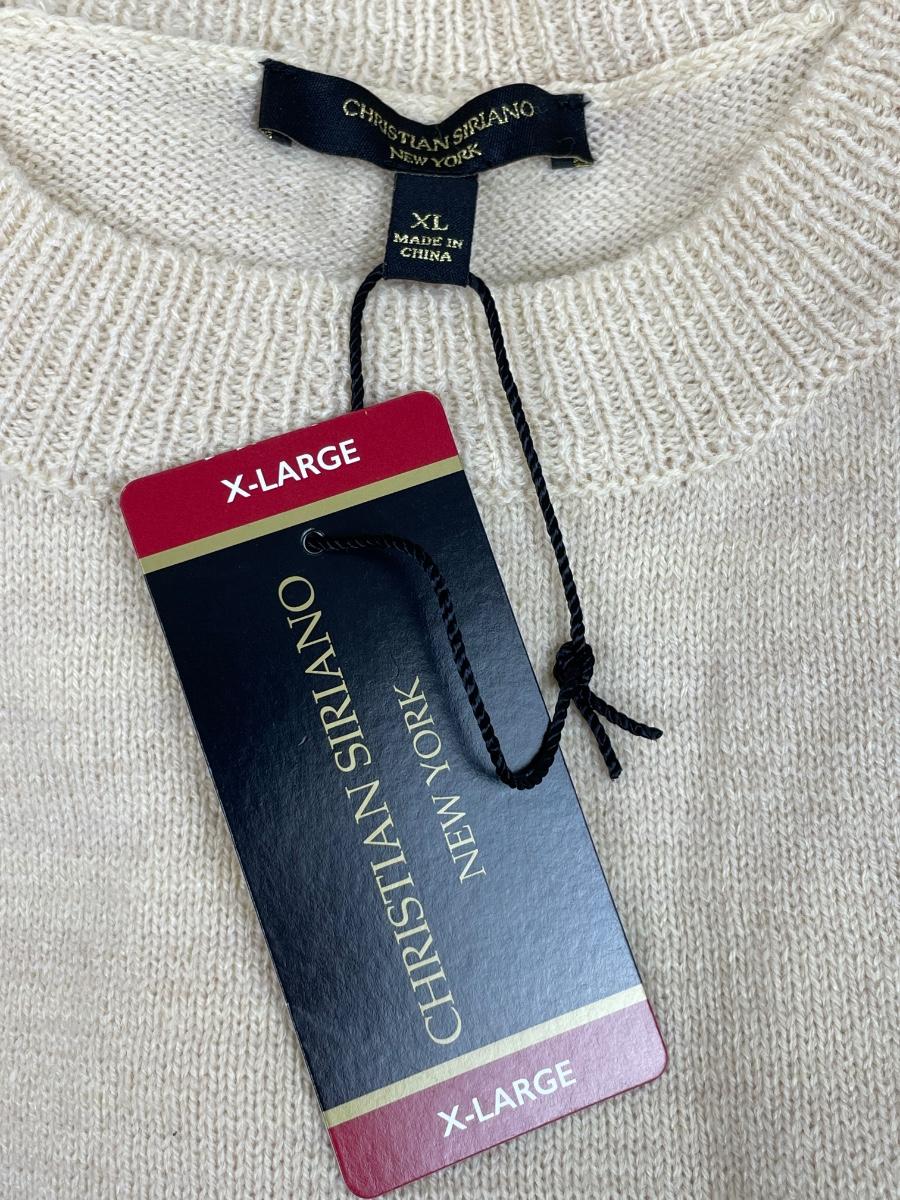 CHRISTIAN SIRIANO
NEW YORK
XL
MADE IN
CHINA
X-LARGE
CHRISTIAN SIRIANO
NEW YORK
X-LARGE